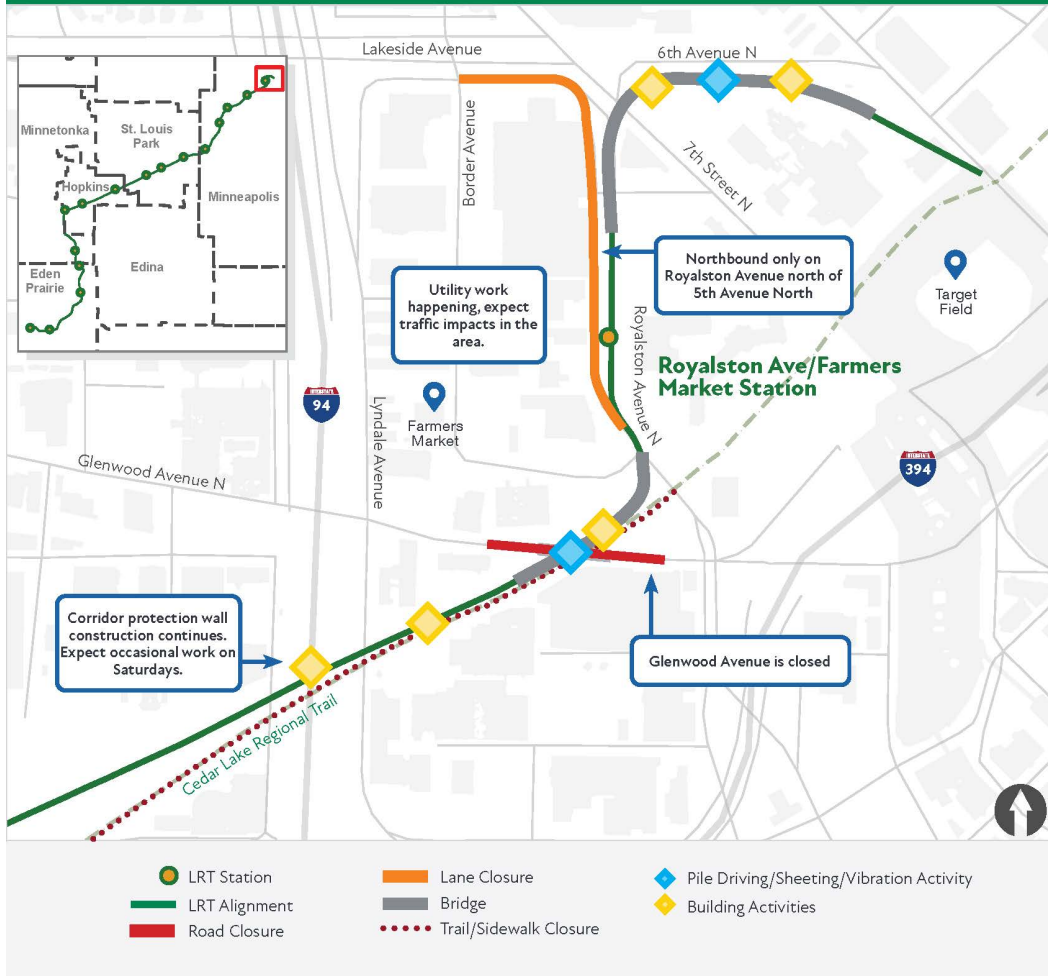 Lakeside Avenue
6th Avenue N
Minnetonka
St. Louis
Park
Hopkins
Minneapolis
Eden
Prairie
Edina
Border Avenue
7th Street N
Northbound only on
Royalston Avenue north of
5th Avenue North
Target
Field
Utility work
happening, expect
traffic impacts in the
area.
Royalston Avenue N
Royalston Ave/Farmers
Market Station
INTERSTATE
94
Lyndale Avenue
Farmers
Market
Glenwood Avenue N
INTERSTATE
394
Corridor protection wall
construction continues.
Expect occasional work on
Saturdays.
Glenwood Avenue is closed
Cedar Lake Regional Trail
LRT Station
LRT Alignment
Road Closure
Lane Closure
Bridge
Trail/Sidewalk Closure
Pile Driving/Sheeting/Vibration Activity
Building Activities